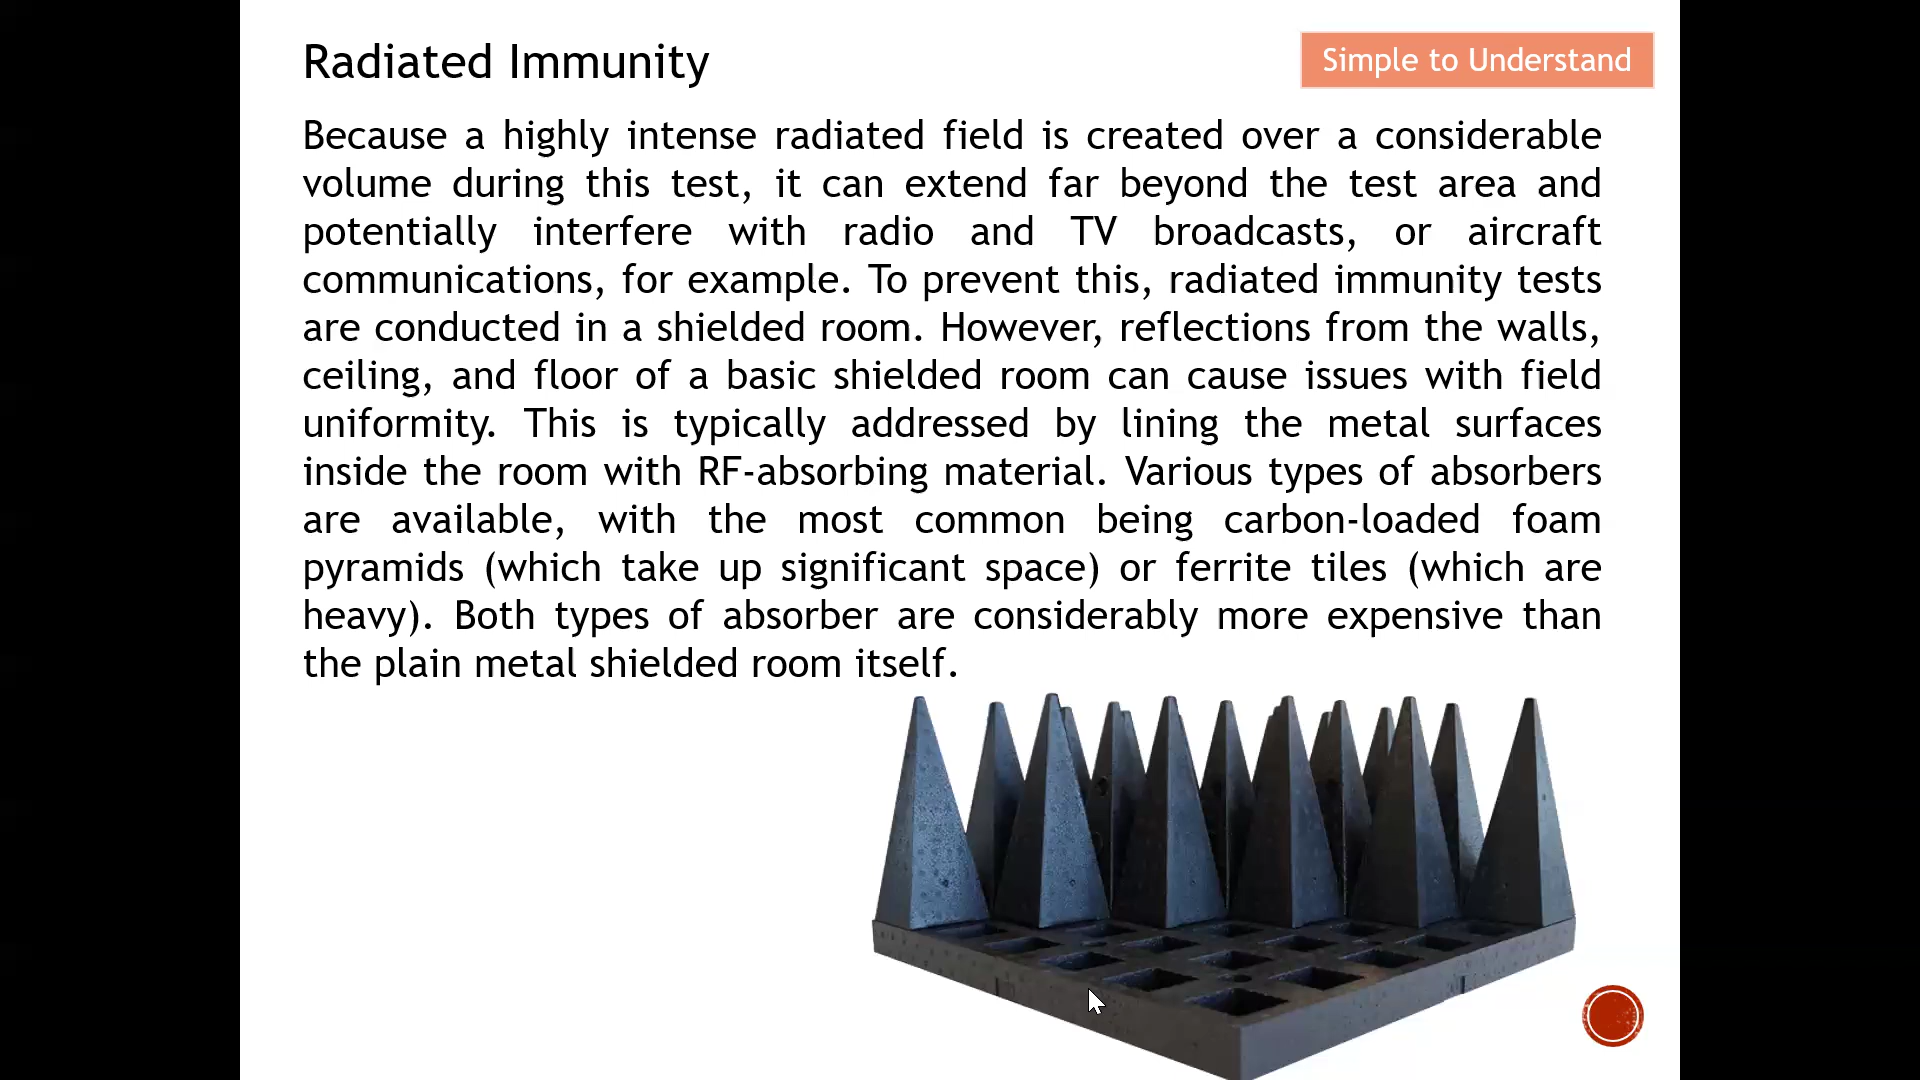 Radiated Immunity
Simple to Understand
Because a highly intense radiated field is created over a considerable
volume during this test, it can extend far beyond the test area and
potentially interfere with radio and TV broadcasts, or aircraft
communications, for example. To prevent this, radiated immunity tests
are conducted in a shielded room. However, reflections from the walls,
ceiling, and floor of a basic shielded room can cause issues with field
uniformity. This is typically addressed by lining the metal surfaces
inside the room with RF-absorbing material. Various types of absorbers
are available, with the most common being carbon-loaded foam
pyramids (which take up significant space) or ferrite tiles (which are
heavy). Both types of absorber are considerably more expensive than
the plain metal shielded room itself.